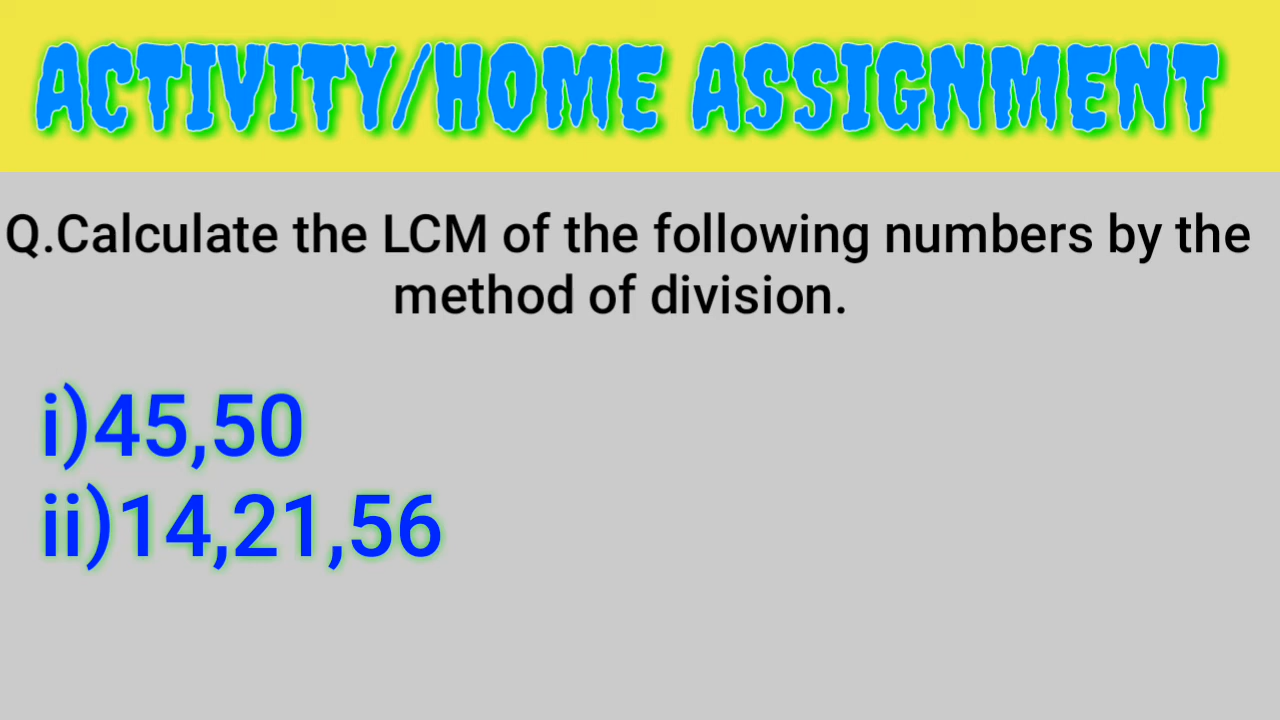 ACTIVITY/HOME ASSIGNMENT
Q.Calculate the LCM of the following numbers by the
method of division.
i)45,50
ii)14,21,56